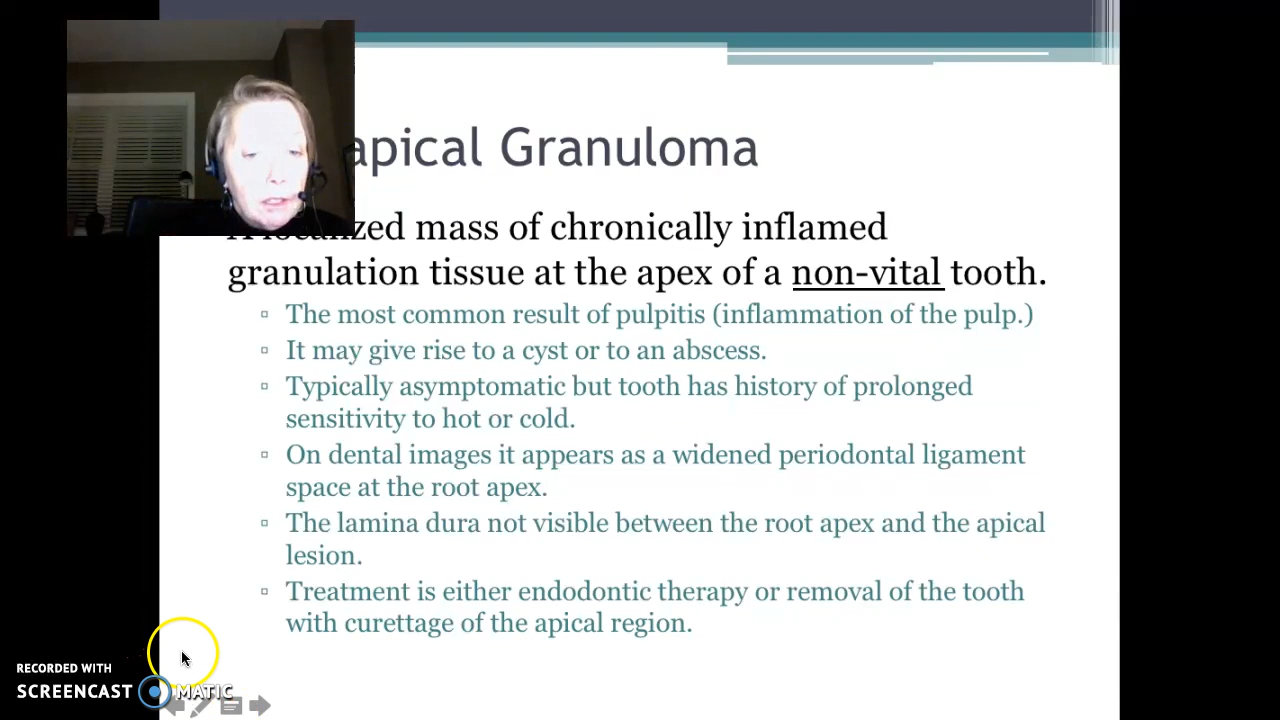 apical Granuloma
mass of chronically inflamed
granulation tissue at the apex of a non-vital tooth.
The most common result of pulpitis (inflammation of the pulp.)
It may give rise to a cyst or to an abscess.
Typically asymptomatic but tooth has history of prolonged
sensitivity to hot or cold.
On dental images it appears as a widened periodontal ligament
space at the root apex.
The lamina dura not visible between the root apex and the apical
lesion.
Treatment is either endodontic therapy or removal of the tooth
with curettage of the apical region.
RECORDED WITH
SCREENCAST MATIC